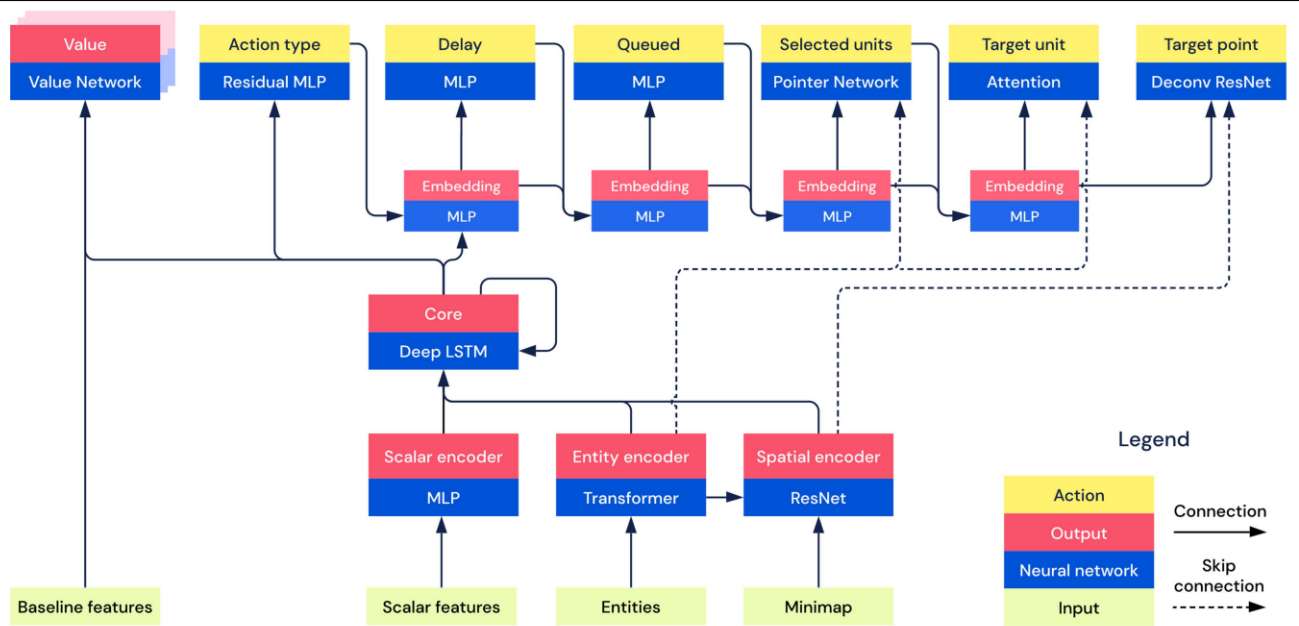 Value
Value Network
Action type
Residual MLP
Delay
MLP
Queued
MLP
Selected units
Pointer Network
Target unit
Attention
Target point
Deconv ResNet
Embedding
MLP
Embedding
MLP
Embedding
MLP
Embedding
MLP
Core
Deep LSTM
Scalar encoder
MLP
Entity encoder
Transformer
Spatial encoder
ResNet
Baseline features
Scalar features
Entities
Minimap
Legend
Action
Output
Neural network
Input
Connection
Skip
connection